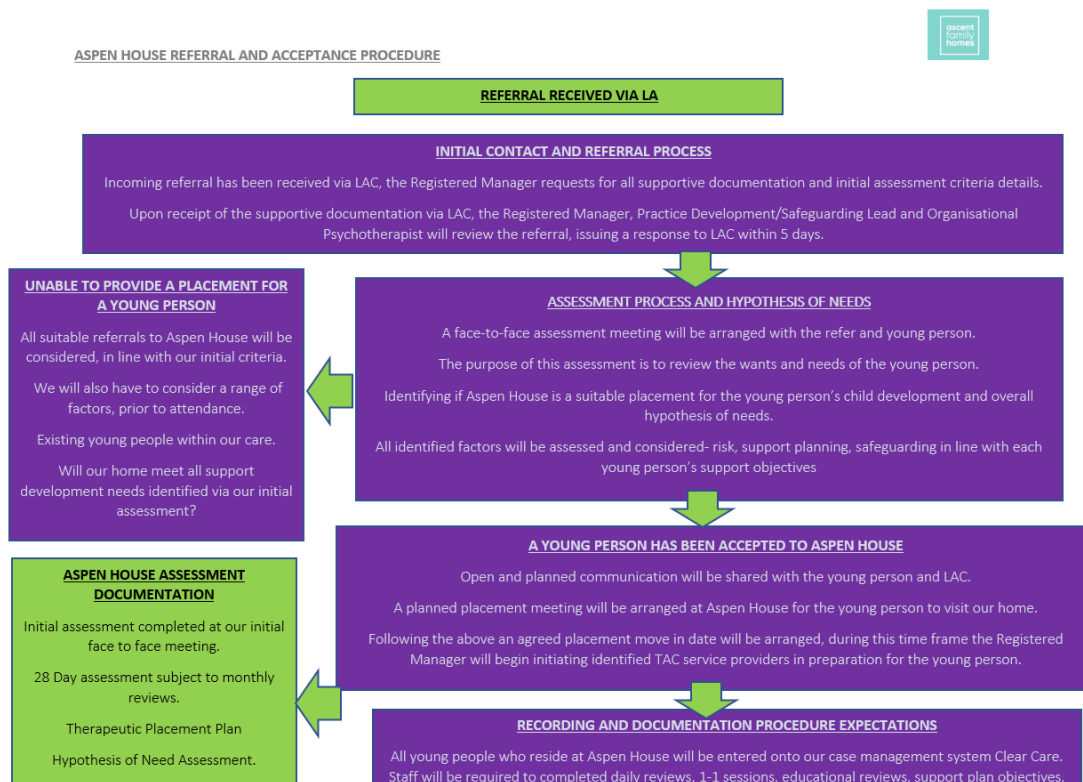 ascent
family
homes
ASPEN HOUSE REFERRAL AND ACCEPTANCE PROCEDURE
REFERRAL RECEIVED VIA LA
INITIAL CONTACT AND REFERRAL PROCESS
Incoming referral has been received via LAC, the Registered Manager requests for all supportive documentation and initial assessment criteria details.
Upon receipt of the supportive documentation via LAC, the Registered Manager, Practice Development/Safeguarding Lead and Organisational
Psychotherapist will review the referral, issuing a response to LAC within 5 days.
UNABLE TO PROVIDE A PLACEMENT FOR
A YOUNG PERSON
All suitable referrals to Aspen House will be
considered, in line with our initial criteria.
We will also have to consider a range of
factors, prior to attendance.
Existing young people within our care.
Will our home meet all support
development needs identified via our initial
assessment?
ASSESSMENT PROCESS AND HYPOTHESIS OF NEEDS
A face-to-face assessment meeting will be arranged with the refer and young person.
The purpose of this assessment is to review the wants and needs of the young person.
Identifying if Aspen House is a suitable placement for the young person's child development and overall
hypothesis of needs.
All identified factors will be assessed and considered- risk, support planning, safeguarding in line with each
young person's support objectives
A YOUNG PERSON HAS BEEN ACCEPTED TO ASPEN HOUSE
Open and planned communication will be shared with the young person and LAC.
A planned placement meeting will be arranged at Aspen House for the young person to visit our home.
Following the above an agreed placement move in date will be arranged, during this time frame the Registered
Manager will begin initiating identified TAC service providers in preparation for the young person.
ASPEN HOUSE ASSESSMENT
DOCUMENTATION
Initial assessment completed at our initial
face to face meeting.
28 Day assessment subject to monthly
reviews.
Therapeutic Placement Plan
Hypothesis of Need Assessment.
RECORDING AND DOCUMENTATION PROCEDURE EXPECTATIONS
All young people who reside at Aspen House will be entered onto our case management system Clear Care.
Staff will be required to completed daily reviews, 1-1 sessions, educational reviews, support plan objectives,